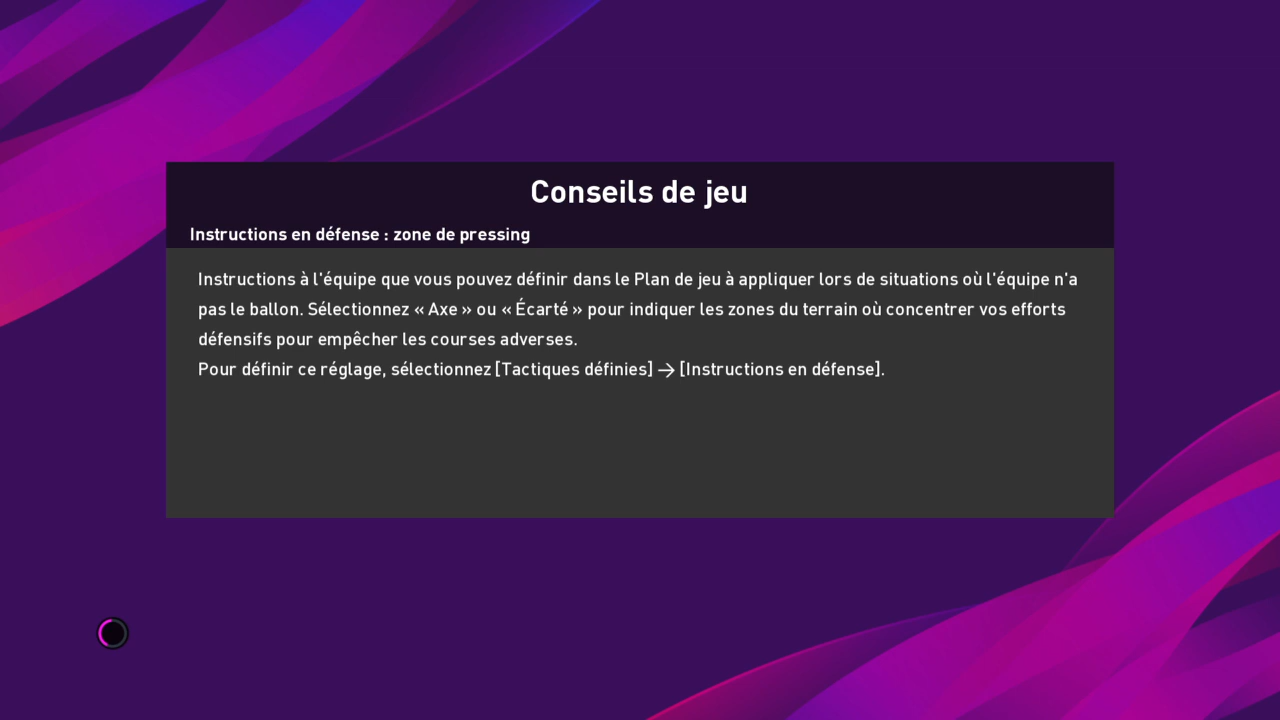 Conseils de jeu
Instructions en défense : zone de pressing
Instructions à l'équipe que vous pouvez définir dans le Plan de jeu à appliquer lors de situations où l'équipe n'a
pas le ballon. Sélectionnez « Axe » ou « Écarté » pour indiquer les zones du terrain où concentrer vos efforts
défensifs pour empêcher les courses adverses.
Pour définir ce réglage, sélectionnez [Tactiques définies] → [Instructions en défense].